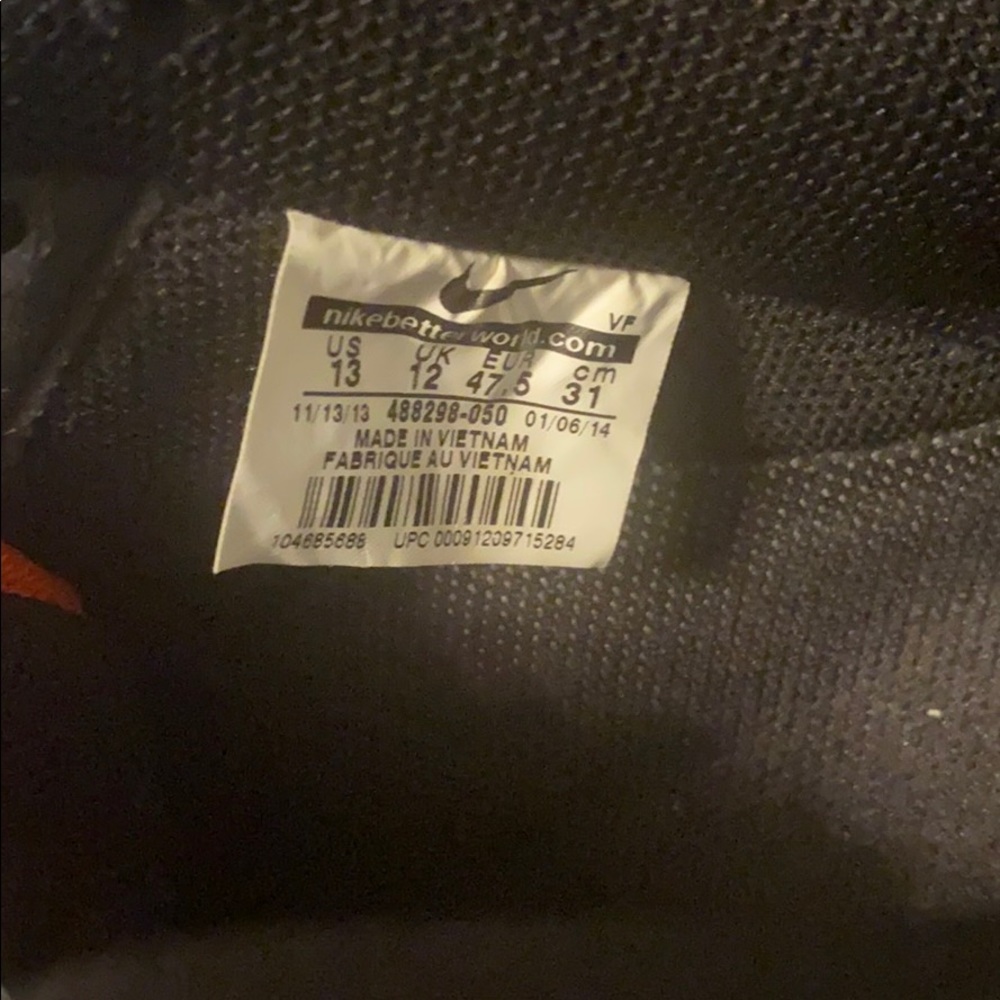 VF
nikebetterworld.com
US UK EUR cm
13 12 47.5 31
11/13/13 488298-050 01/06/14
MADE IN VIETNAM
FABRIQUE AU VIETNAM
104685688 UPC 00091209715284